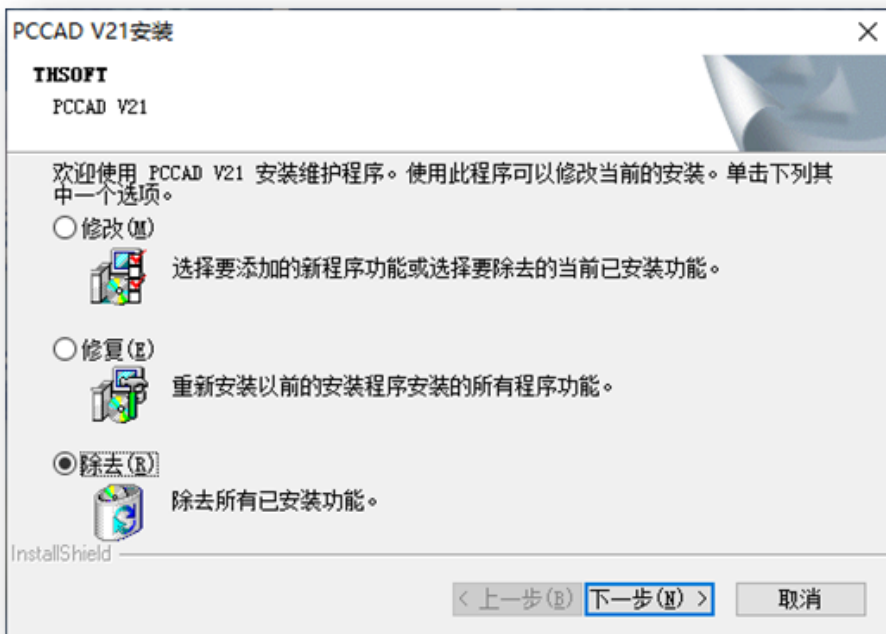 PCCAD V21安装
THSOFT
PCCAD V21
欢迎使用 PCCAD V21 安装维护程序。使用此程序可以修改当前的安装。单击下列其
中一个选项。
修改(M)
选择要添加的新程序功能或选择要除去的当前已安装功能。
修复(E)
重新安装以前的安装程序安装的所有程序功能。
除去(R)
除去所有已安装功能。
InstallShield
< 上一步(B) 下一步(N) > 取消